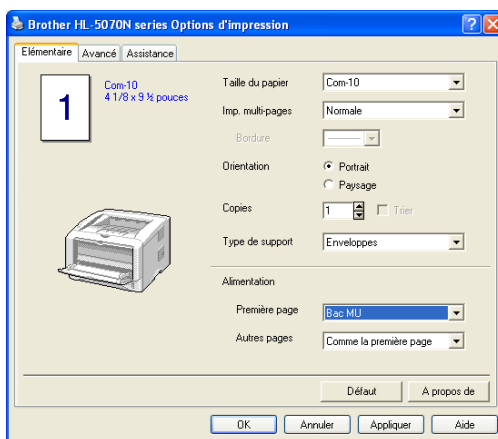 Brother HL-5070N series Options d'impression
Elémentaire Avancé Assistance
1
Com-10
4 1/8 x 9 ½ pouces
Taille du papier Com-10
Imp. multi-pages Normale
Bordure
Orientation Portrait
Paysage
Copies 1 Trier
Type de support Enveloppes
Alimentation
Première page Bac MU
Autres pages Comme la première page
Défaut A propos de
OK Annuler Appliquer Aide